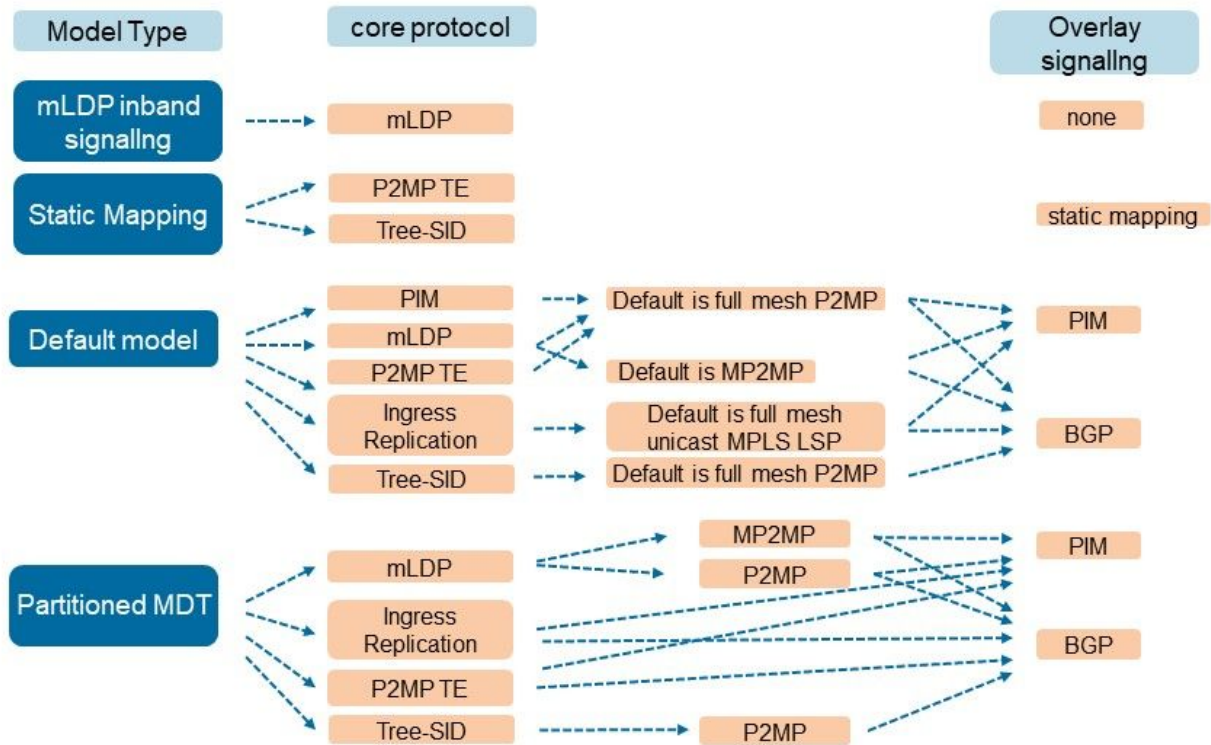 Model Type
core protocol
Overlay
signallng
mLDP inband
signallng
mLDP
none
Static Mapping
P2MP TE
Tree-SID
static mapping
Default model
PIM
mLDP
P2MP TE
Ingress
Replication
Tree-SID
Default is full mesh P2MP
Default is MP2MP
Default is full mesh
unicast MPLS LSP
Default is full mesh P2MP
PIM
BGP
Partitioned MDT
mLDP
Ingress
Replication
P2MP TE
Tree-SID
MP2MP
P2MP
P2MP
PIM
BGP